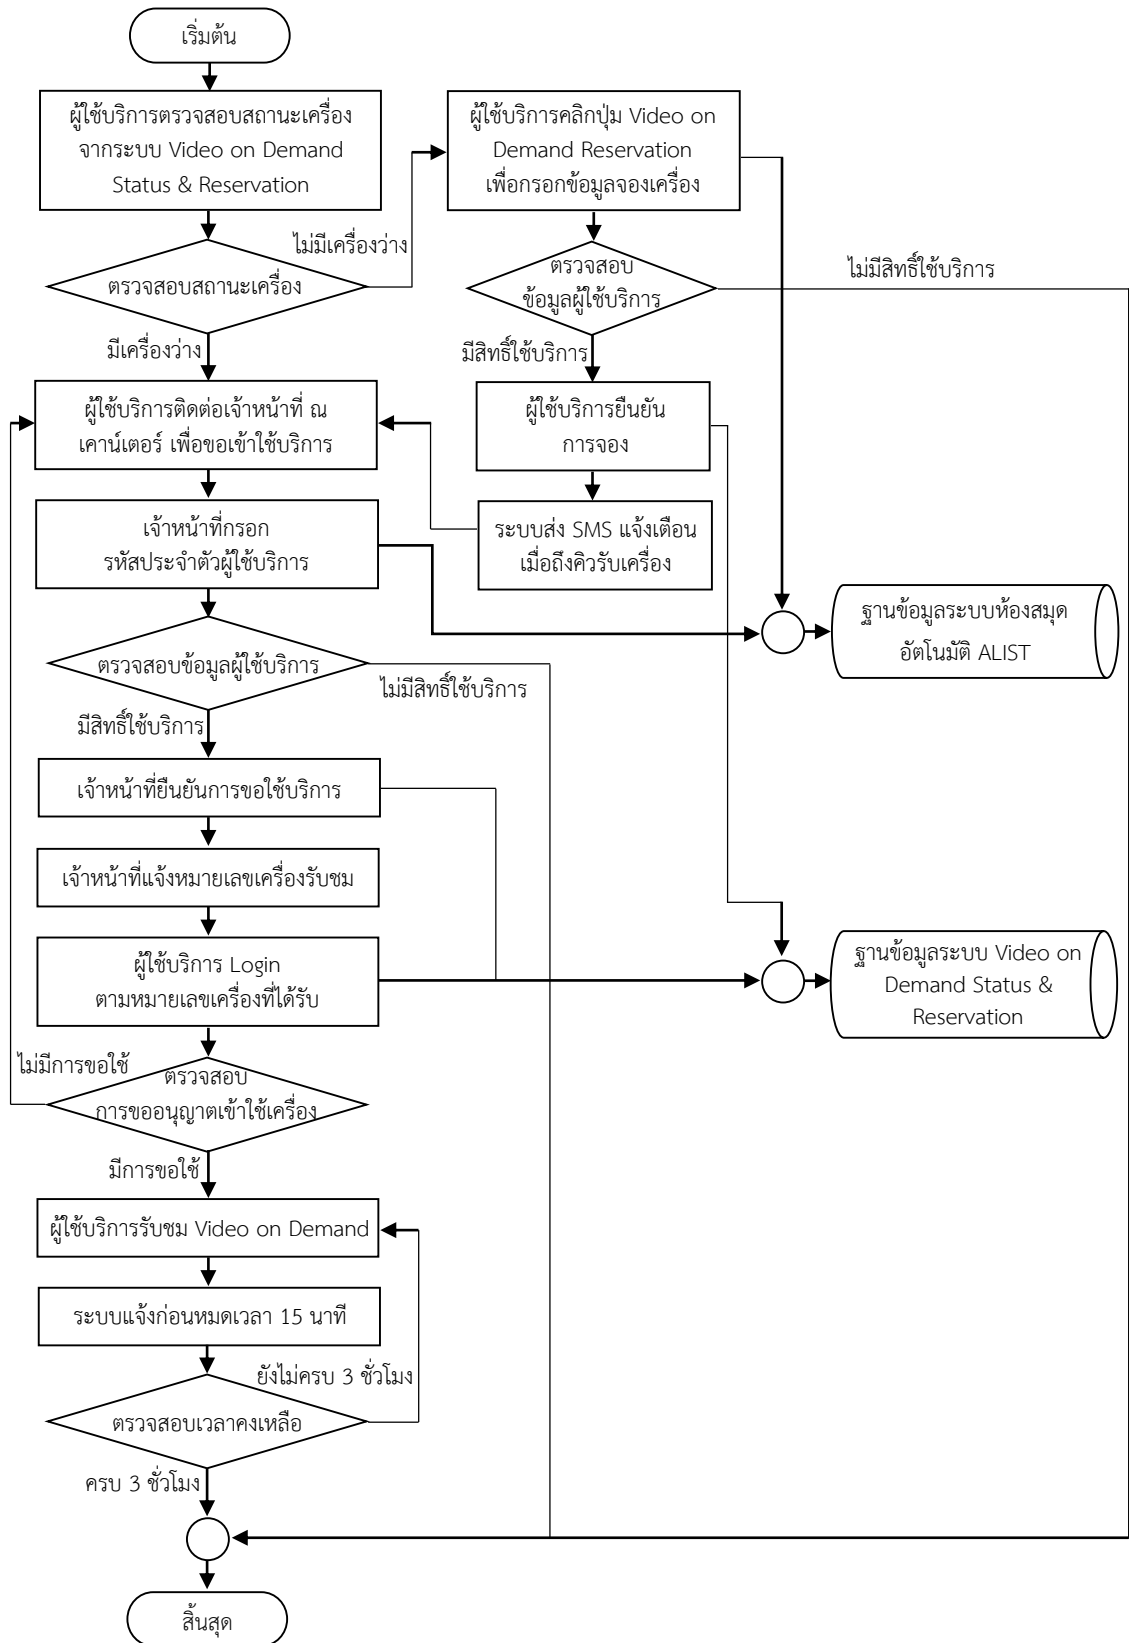 เริ่มต้น
ผู้ใช้บริการตรวจสอบสถานะเครื่อง
จากระบบ Video on Demand
Status & Reservation
ผู้ใช้บริการคลิกปุ่ม Video on
Demand Reservation
เพื่อกรอกข้อมูลจองเครื่อง
ไม่มีเครื่องว่าง
ตรวจสอบสถานะเครื่อง
ตรวจสอบ
ข้อมูลผู้ใช้บริการ
ไม่มีสิทธิ์ใช้บริการ
มีเครื่องว่าง
มีสิทธิ์ใช้บริการ
ผู้ใช้บริการติดต่อเจ้าหน้าที่ ณ
เคาน์เตอร์ เพื่อขอเข้าใช้บริการ
ผู้ใช้บริการยืนยัน
การจอง
เจ้าหน้าที่กรอก
รหัสประจำตัวผู้ใช้บริการ
ระบบส่ง SMS แจ้งเตือน
เมื่อถึงคิวรับเครื่อง
ฐานข้อมูลระบบห้องสมุด
อัตโนมัติ ALIST
ตรวจสอบข้อมูลผู้ใช้บริการ
ไม่มีสิทธิ์ใช้บริการ
มีสิทธิ์ใช้บริการ
เจ้าหน้าที่ยืนยันการขอใช้บริการ
เจ้าหน้าที่แจ้งหมายเลขเครื่องรับชม
ผู้ใช้บริการ Login
ตามหมายเลขเครื่องที่ได้รับ
ฐานข้อมูลระบบ Video on
Demand Status &
Reservation
ไม่มีการขอใช้
ตรวจสอบ
การขออนุญาตเข้าใช้เครื่อง
มีการขอใช้
ผู้ใช้บริการรับชม Video on Demand
ระบบแจ้งก่อนหมดเวลา 15 นาที
ยังไม่ครบ 3 ชั่วโมง
ตรวจสอบเวลาคงเหลือ
ครบ 3 ชั่วโมง
สิ้นสุด